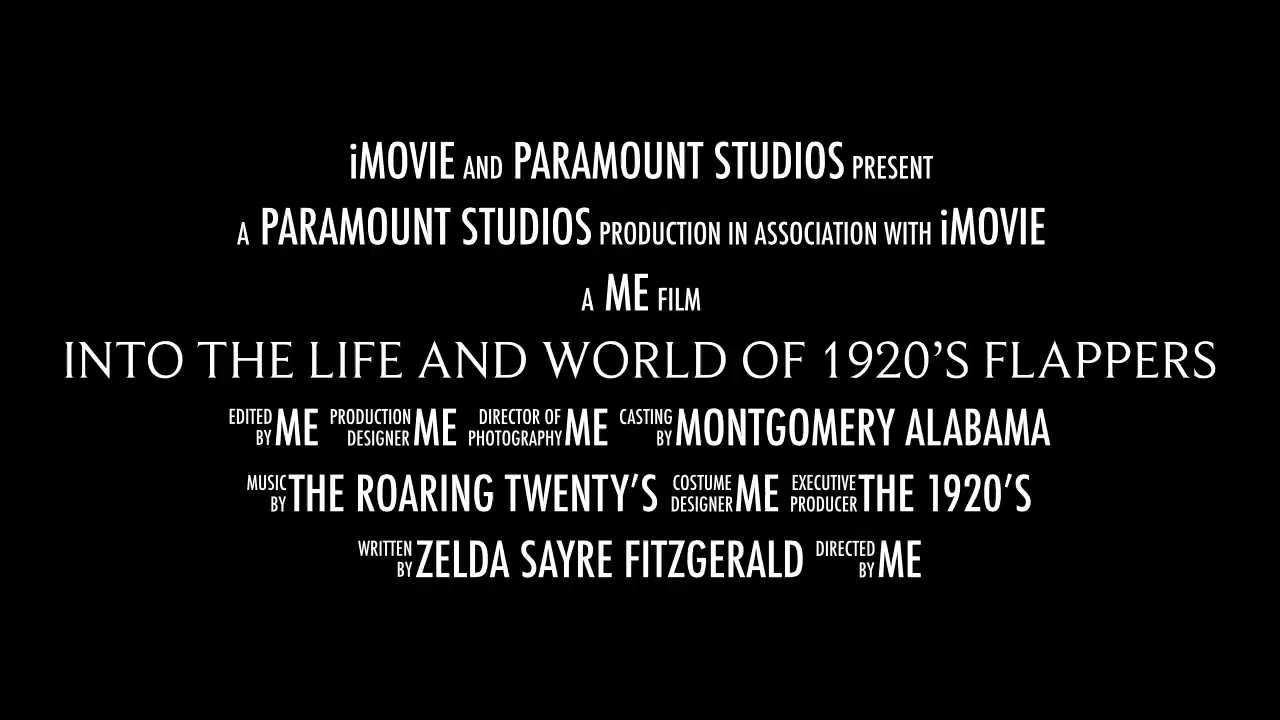 iMOVIE AND PARAMOUNT STUDIOS PRESENT
A PARAMOUNT STUDIOS PRODUCTION IN ASSOCIATION WITH iMOVIE
A ME FILM
INTO THE LIFE AND WORLD OF 1920’S FLAPPERS
EDITED BY ME PRODUCTION DESIGNER ME DIRECTOR OF PHOTOGRAPHY ME CASTING BY MONTGOMERY ALABAMA
MUSIC BY THE ROARING TWENTY’S COSTUME DESIGNER ME EXECUTIVE PRODUCER THE 1920’S
WRITTEN BY ZELDA SAYRE FITZGERALD DIRECTED BY ME